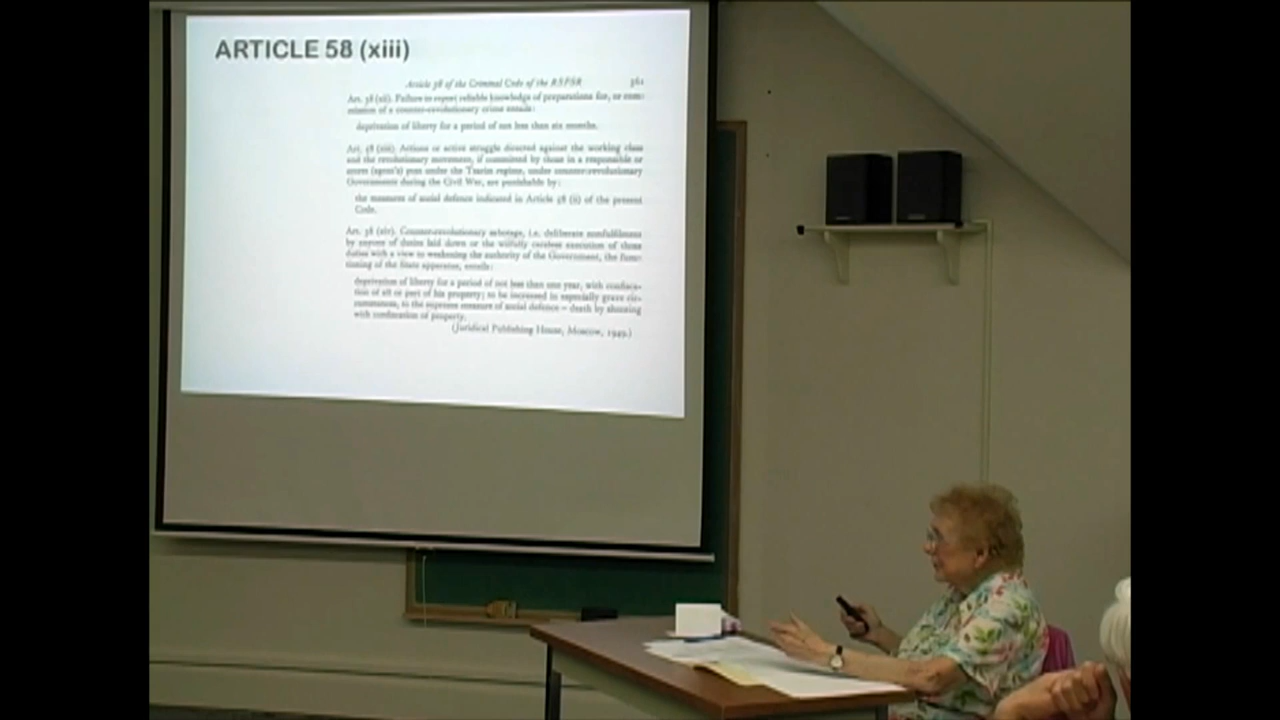 ARTICLE 58 (xiii)
Article 58 of the Criminal Code of the RSFSR 361
Art. 58 (xii). Failure to report reliable knowledge of preparations for, or com-
mission of a counter-revolutionary crime entails:
deprivation of liberty for a period of not less than six months.
Art. 58 (xiii). Actions or active struggle directed against the working class
and the revolutionary movement, if committed by those in a responsible or
secret (agent's) post under the Tsarist regime, under counter-revolutionary
Governments during the Civil War, are punishable by:
the measures of social defence indicated in Article 58 (ii) of the present
Code.
Art. 58 (xiv). Counter-revolutionary sabotage, i.e. deliberate nonfulfilment
by anyone of duties laid down or the wilfully careless execution of those
duties with a view to weakening the authority of the Government, the func-
tioning of the State apparatus, entails:
deprivation of liberty for a period of not less than one year, with confisca-
tion of all or part of his property; to be increased in especially grave cir-
cumstances, to the supreme measure of social defence – death by shooting
with confiscation of property.
(Juridical Publishing House, Moscow, 1949.)